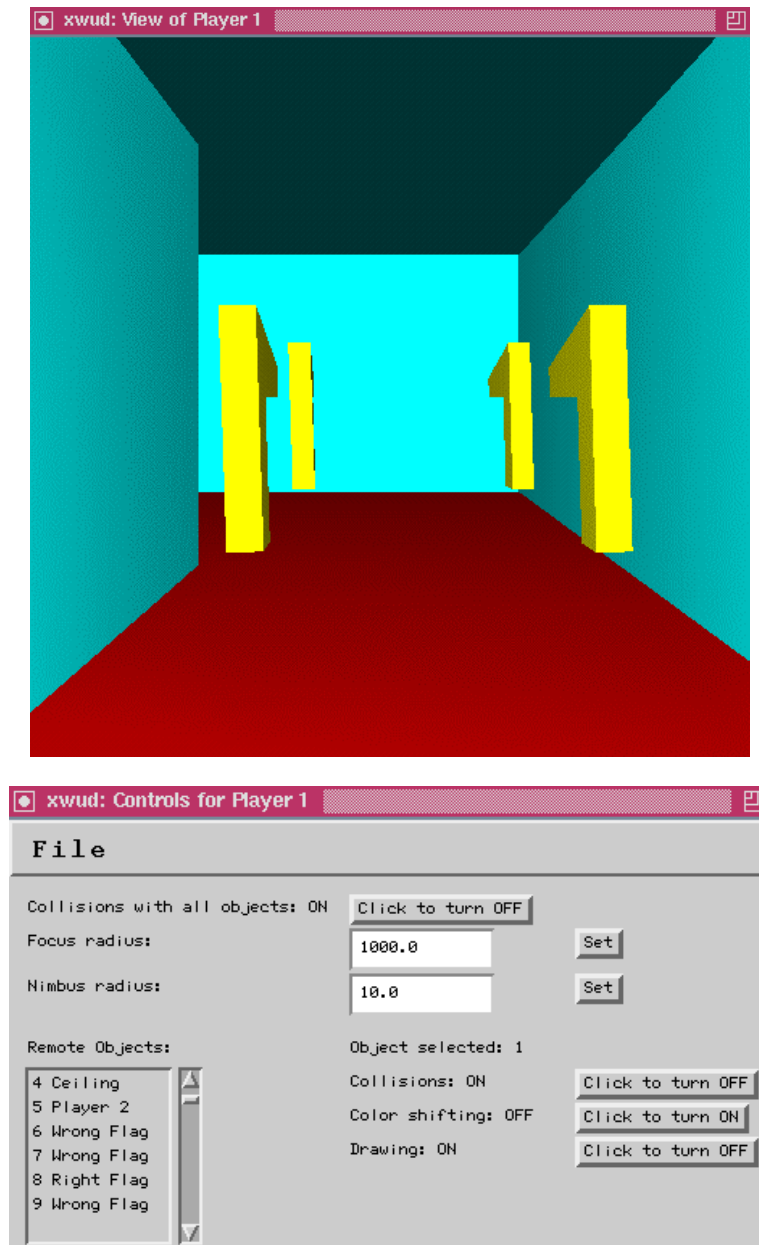 xwud: View of Player 1
xwud: Controls for Player 1
File
Collisions with all objects: ON Click to turn OFF
Focus radius: 1000.0 Set
Nimbus radius: 10.0 Set
Remote Objects: Object selected: 1
4 Ceiling Collisions: ON Click to turn OFF
5 Player 2 Color shifting: OFF Click to turn ON
6 Wrong Flag
7 Wrong Flag Drawing: ON Click to turn OFF
8 Right Flag
9 Wrong Flag